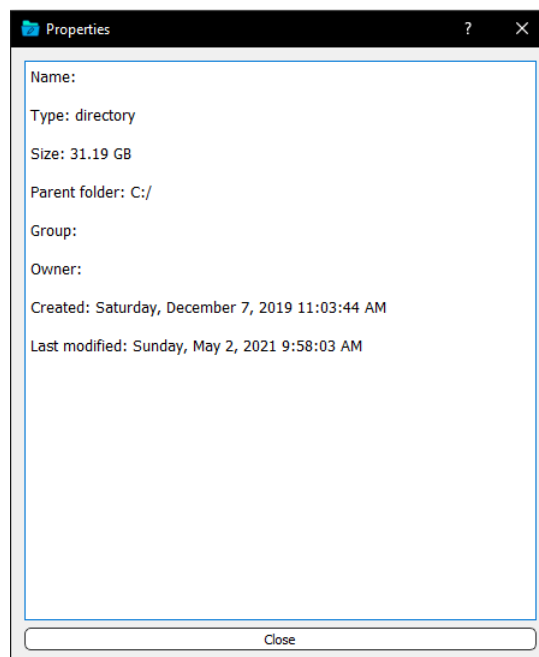 Properties
?
Name:
Type: directory
Size: 31.19 GB
Parent folder: C:/
Group:
Owner:
Created: Saturday, December 7, 2019 11:03:44 AM
Last modified: Sunday, May 2, 2021 9:58:03 AM
Close